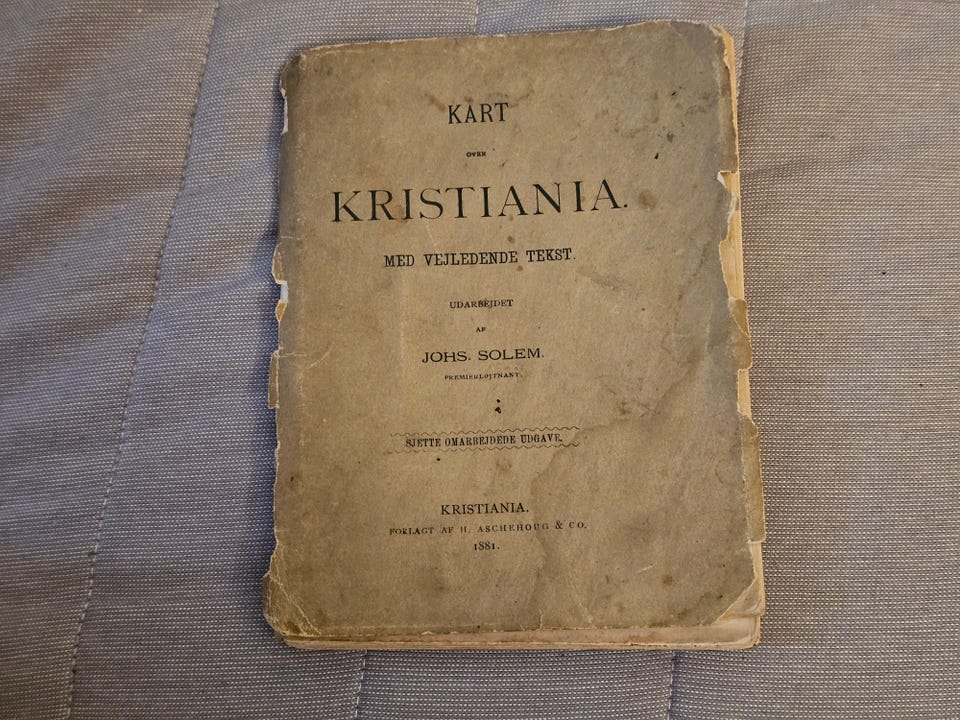 KART
OVER
KRISTIANIA.
MED VEJLEDENDE TEKST.
UDARBEJDET
AF
JOHS. SOLEM.
PREMIERLØJTNANT.
SJETTE OMARBEJDEDE UDGAVE.
KRISTIANIA.
FORLAGT AF H. ASCHEHOUG & CO.
1881.